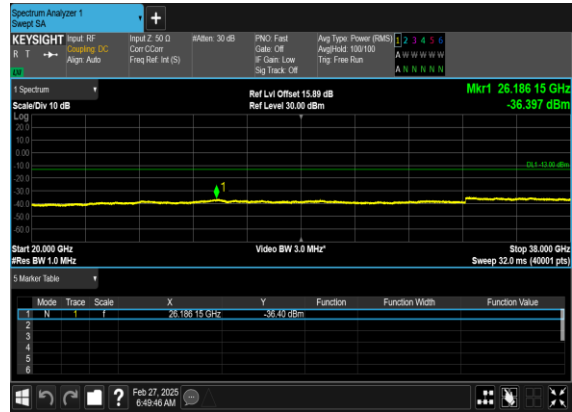 Spectrum Analyzer 1
Swept SA
+
KEYSIGHT Input: RF Input Z: 50 Ω #Atten: 30 dB PNO: Fast Avg Type: Power (RMS) 1 2 3 4 5 6
R T Coupling: DC Corr CCorr Gate: Off Avg|Hold: 100/100 A W W W W W
Align: Auto Freq Ref: Int (S) IF Gain: Low Trig: Free Run
Sig Track: Off A N N N N N
1 Spectrum Ref Lvl Offset 15.89 dB Mkr1 26.186 15 GHz
Scale/Div 10 dB Ref Level 30.00 dBm -36.397 dBm
Log
20.0
10.0
0.00
-10.0 DL1 -13.00 dBm
-20.0
-30.0 1
-40.0
-50.0
-60.0
Start 20.000 GHz Video BW 3.0 MHz* Stop 38.000 GHz
#Res BW 1.0 MHz Sweep 32.0 ms (40001 pts)
5 Marker Table
Mode Trace Scale X Y Function Function Width Function Value
1 N 1 f 26.186 15 GHz -36.40 dBm
2
3
4
5
6
? Feb 27, 2025
6:49:46 AM